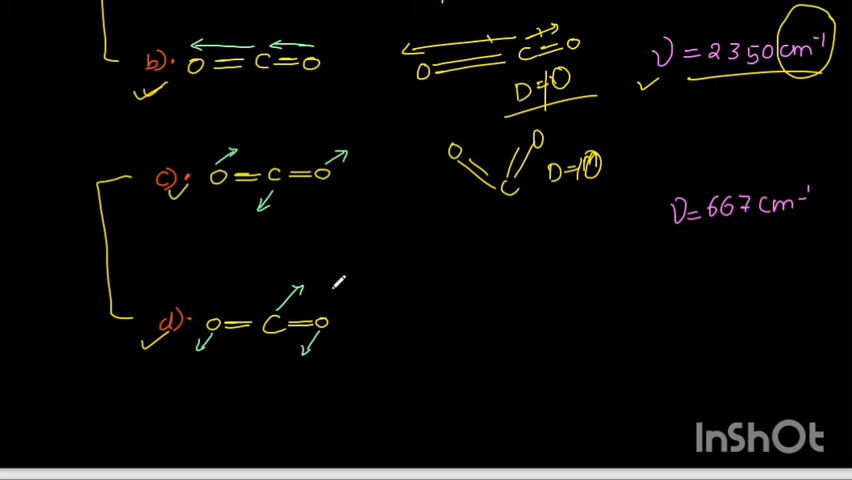 b). O = C = O
O ≡ C = O
D ≠ 0
ν̄ = 2350 cm⁻¹
c). O = C = O
O = C = O
D ≠ 0
ν̄ = 667 cm⁻¹
d). O = C = O
InShOt